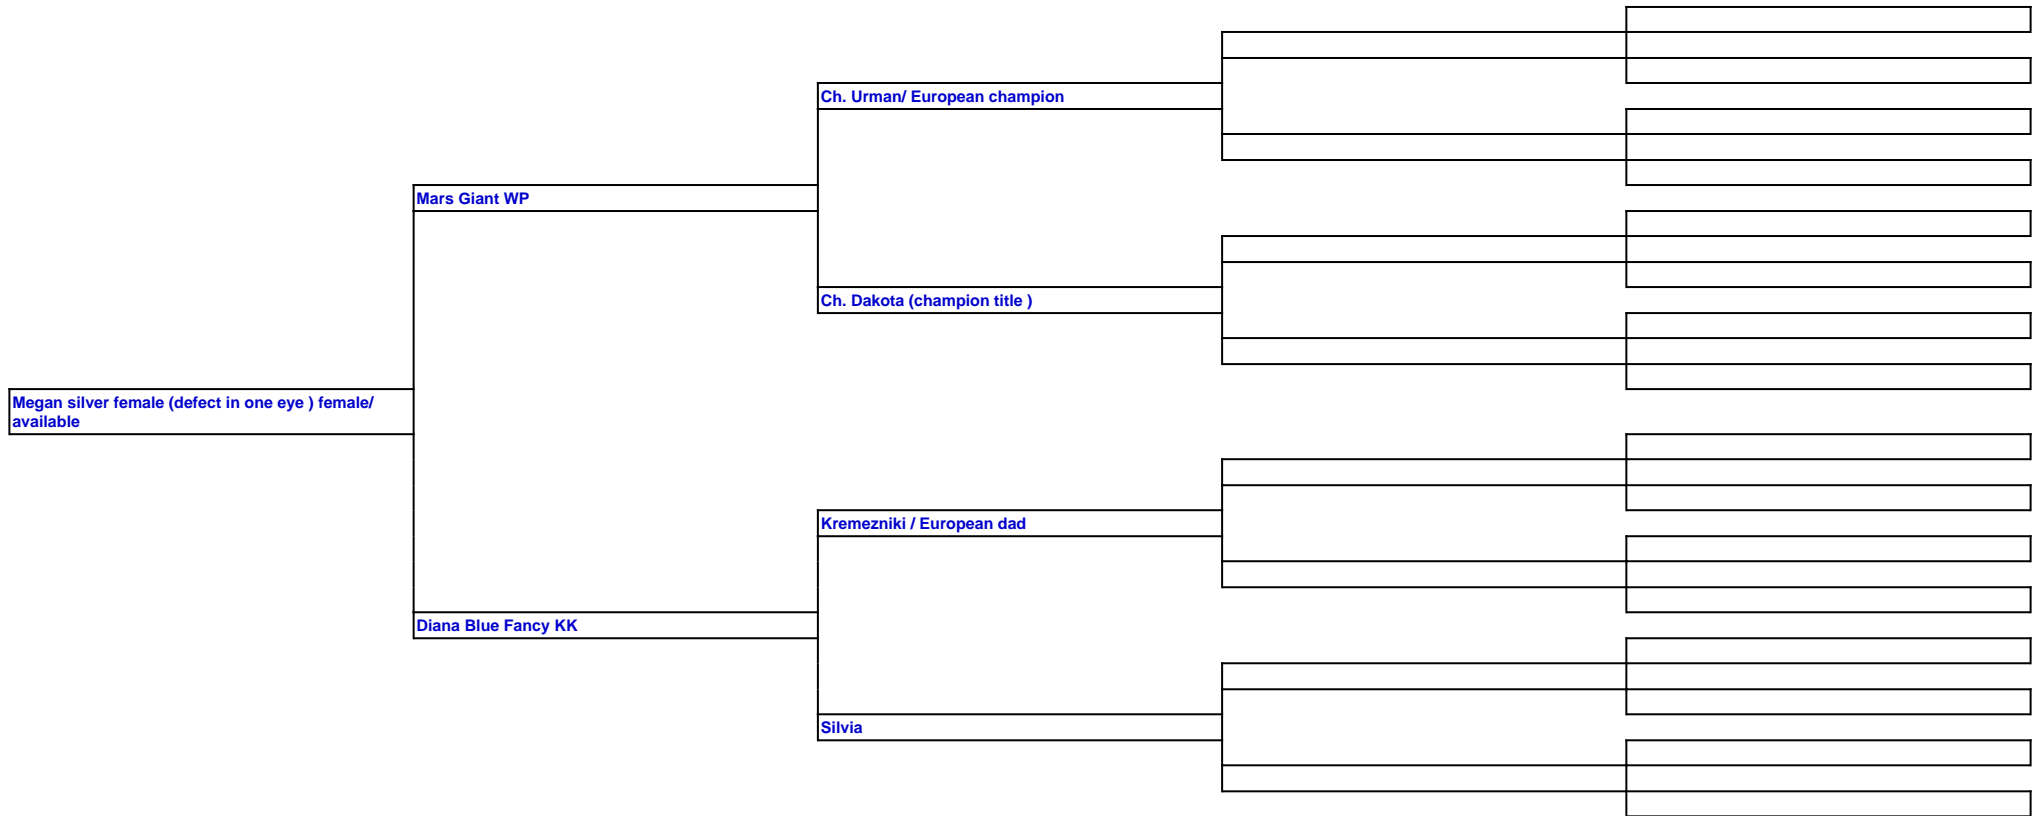 Ch. Urman/ European champion
Mars Giant WP
Ch. Dakota (champion title )
Megan silver female (defect in one eye ) female/
available
Kremezniki / European dad
Diana Blue Fancy KK
Silvia